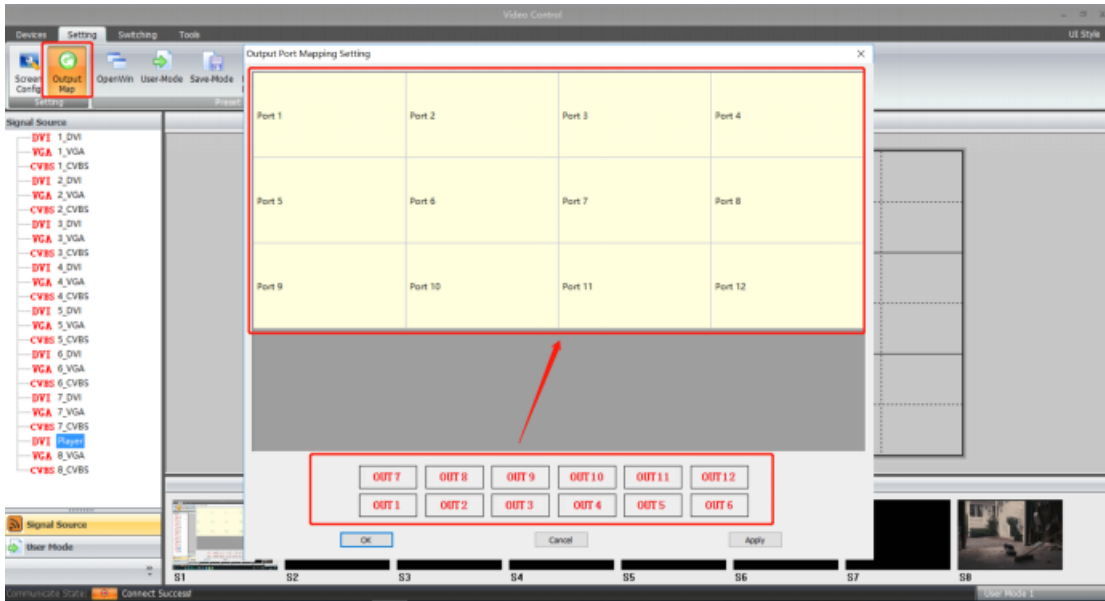 Video Control
Devices Setting Switching Tools UI Style
Screen Config Output Map OpenWin User-Mode Save-Mode
Setting Preset
Output Port Mapping Setting
Port 1 Port 2 Port 3 Port 4
Port 5 Port 6 Port 7 Port 8
Port 9 Port 10 Port 11 Port 12
OUT 7 OUT 8 OUT 9 OUT 10 OUT 11 OUT 12
OUT 1 OUT 2 OUT 3 OUT 4 OUT 5 OUT 6
OK Cancel Apply
Signal Source
DVI 1_DVI
VGA 1_VGA
CVBS 1_CVBS
DVI 2_DVI
VGA 2_VGA
CVBS 2_CVBS
DVI 3_DVI
VGA 3_VGA
CVBS 3_CVBS
DVI 4_DVI
VGA 4_VGA
CVBS 4_CVBS
DVI 5_DVI
VGA 5_VGA
CVBS 5_CVBS
DVI 6_DVI
VGA 6_VGA
CVBS 6_CVBS
DVI 7_DVI
VGA 7_VGA
CVBS 7_CVBS
DVI Player
VGA 8_VGA
CVBS 8_CVBS
Signal Source
User Mode
S1 S2 S3 S4 S5 S6 S7 S8
Communicate State: Connect Success! User Mode 1